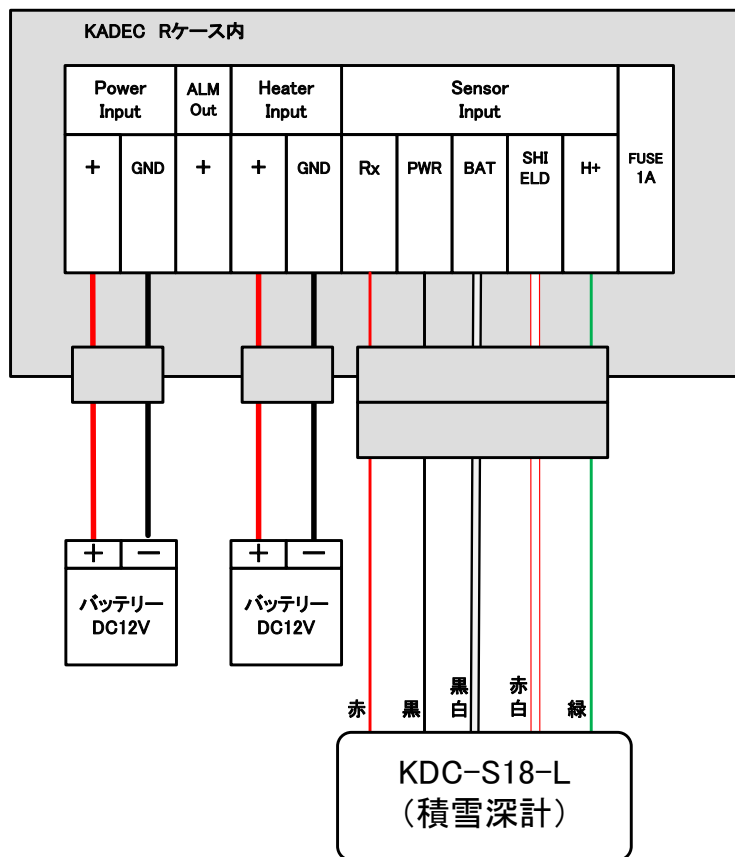 KADEC Rケース内
Power
Input
ALM
Out
Heater
Input
Sensor
Input
+
GND
+
+
GND
Rx
PWR
BAT
SHI
ELD
H+
FUSE
1A
+
−
バッテリー
DC12V
+
−
バッテリー
DC12V
赤
黒
黒
白
赤
白
緑
KDC-S18-L
（積雪深計）